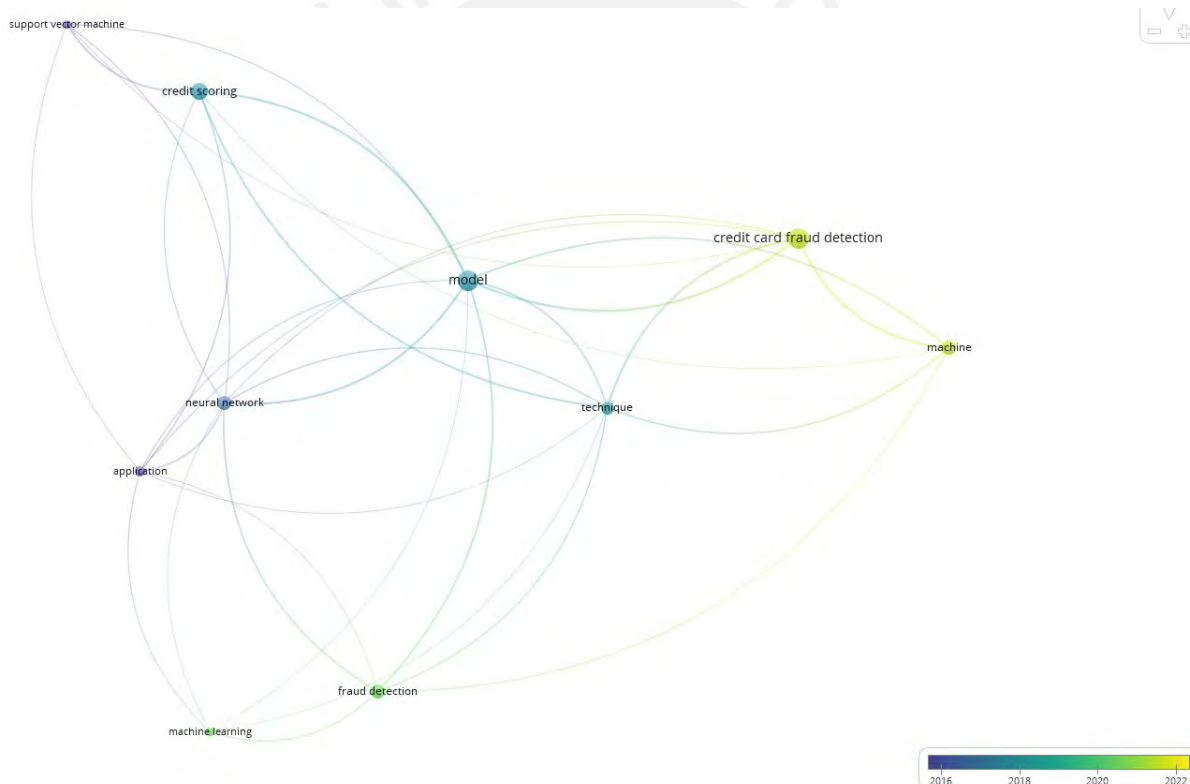 support vector machine
credit scoring
credit card fraud detection
model
machine
neural network
technique
application
fraud detection
machine learning
2016 2018 2020 2022